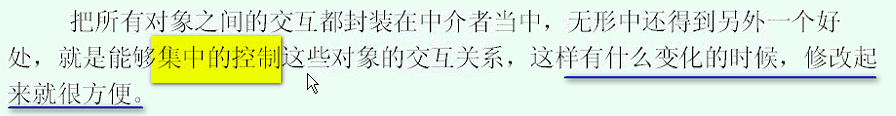 把所有对象之间的交互都封装在中介者当中，无形中还得到另外一个好
处，就是能够集中的控制这些对象的交互关系，这样有什么变化的时候，修改起
来就很方便。